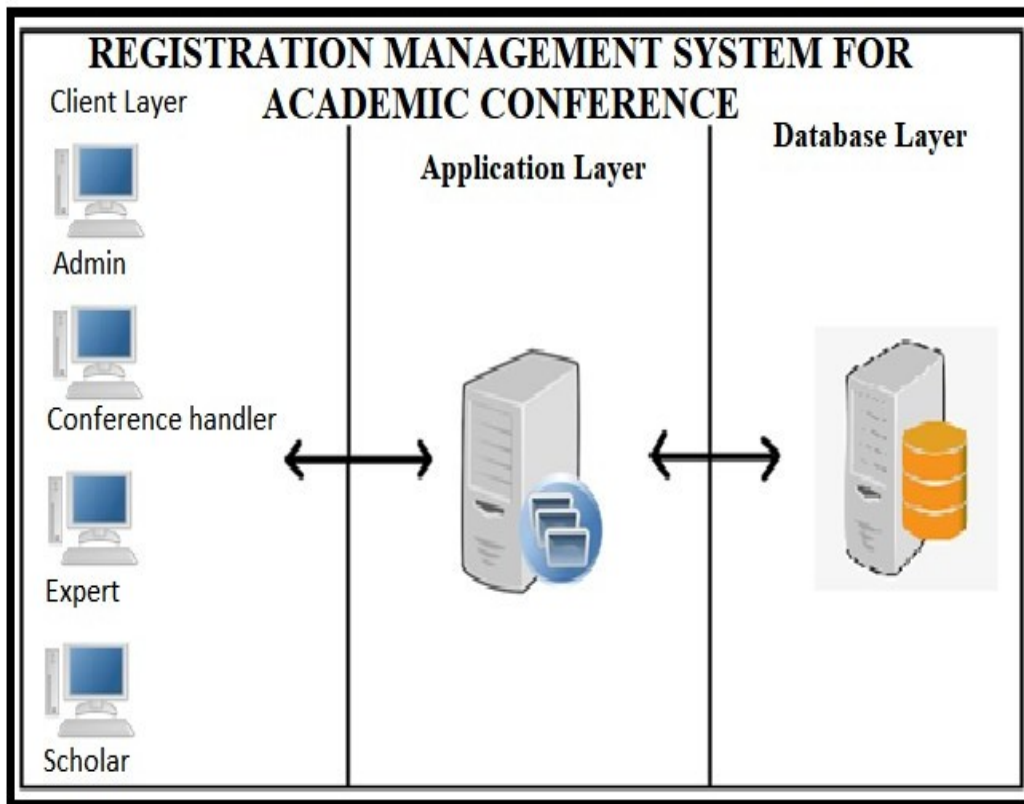 REGISTRATION MANAGEMENT SYSTEM FOR
ACADEMIC CONFERENCE
Client Layer
Admin
Conference handler
Expert
Scholar
Application Layer
Database Layer